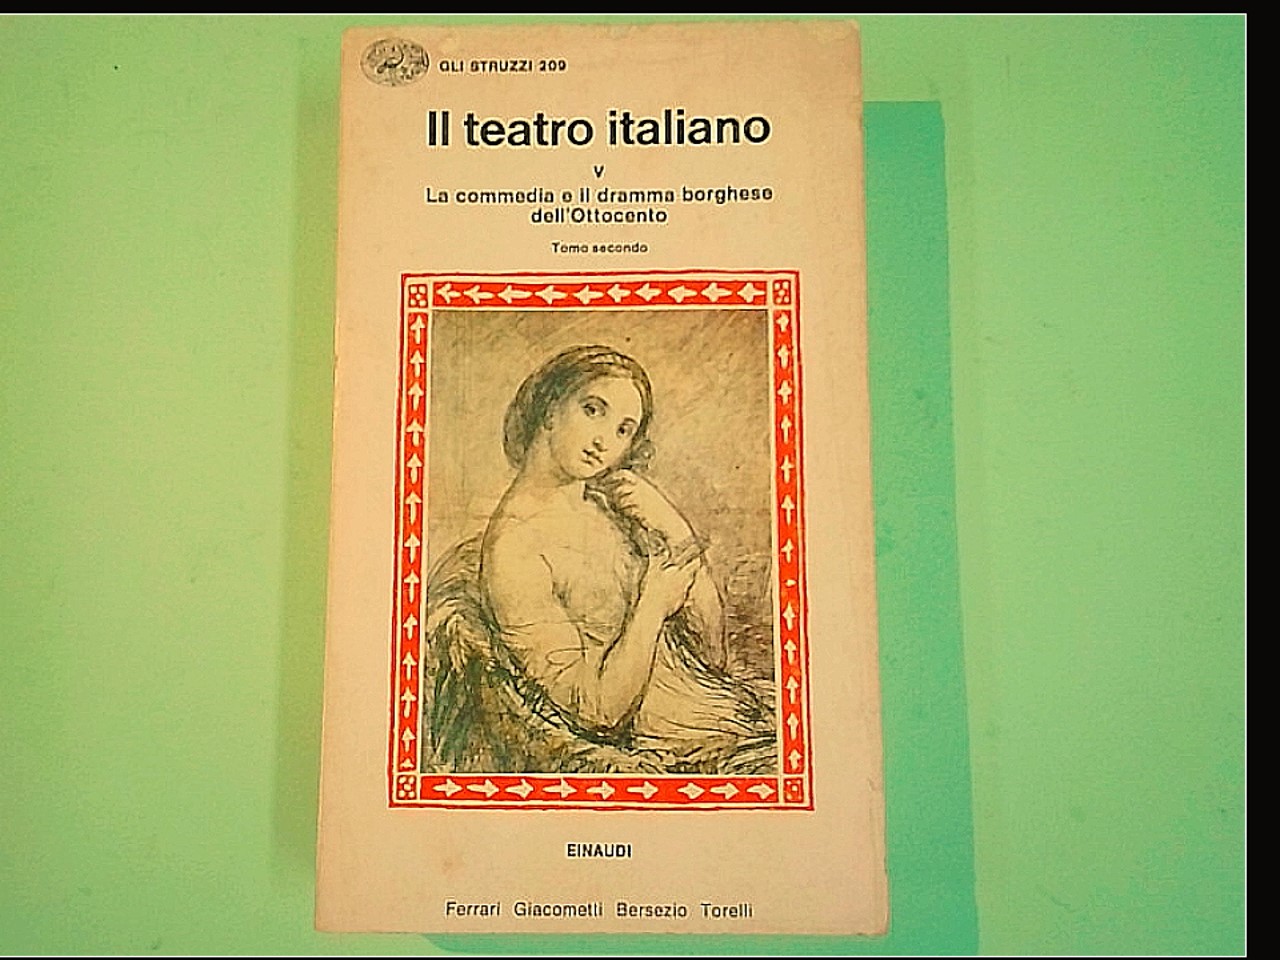 GLI STRUZZI 209
Il teatro italiano
V
La commedia e il dramma borghese
dell'Ottocento
Tomo secondo
EINAUDI
Ferrari Giacometti Bersezio Torelli